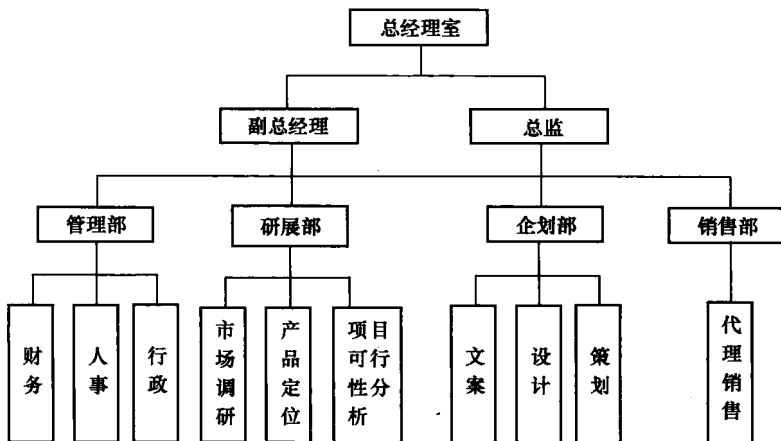 总经理室
副总经理
总监
管理部
研展部
企划部
销售部
财务
人事
行政
市场调研
产品定位
项目可行性分析
文案
设计
策划
代理销售